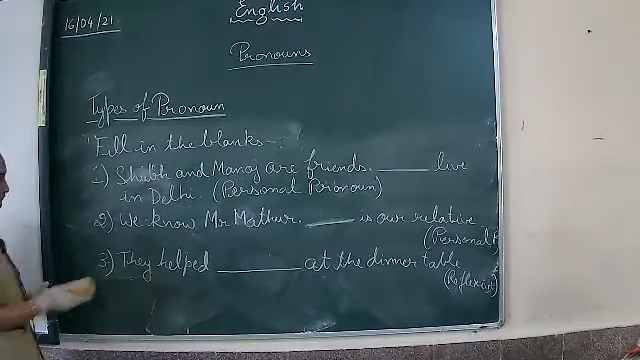 16/04/21
English
Pronouns
Types of Pronoun
"Fill in the blanks -:"
1) Shubh and Manoj are friends. ______ live
in Delhi. (Personal Pronoun)
2) We know Mr. Mathur. ______ is our relative
(Personal P
3) They helped ________ at the dinner table
(Reflexive)